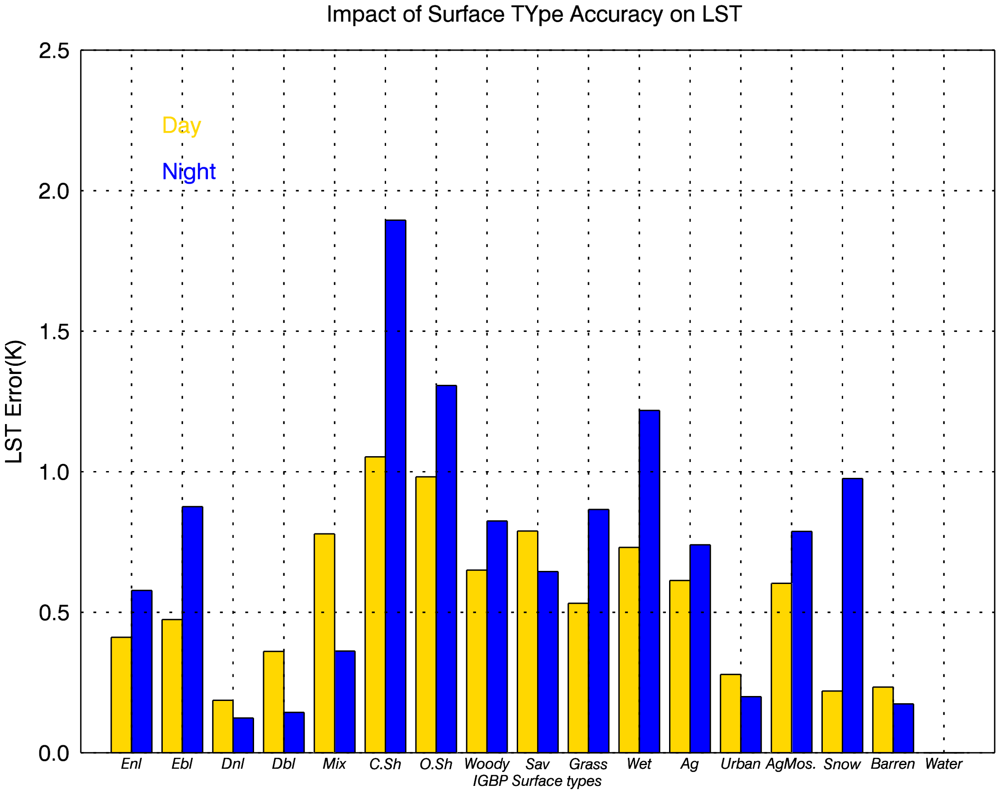 Impact of Surface TYpe Accuracy on LST
2.5
Day
Night
2.0
1.5
LST Error(K)
1.0
0.5
0.0
Enl Ebl Dnl Dbl Mix C.Sh O.Sh Woody Sav Grass Wet Ag Urban AgMos. Snow Barren Water
IGBP Surface types